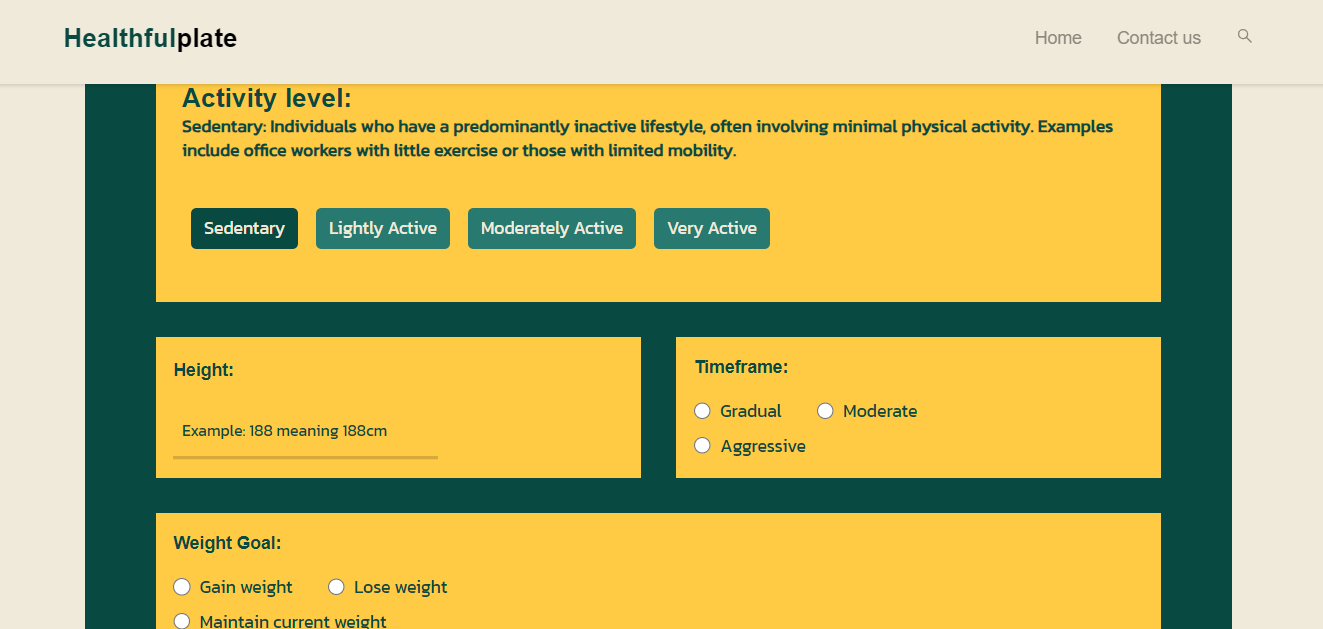 Healthfulplate
Home Contact us
Activity level:
Sedentary: Individuals who have a predominantly inactive lifestyle, often involving minimal physical activity. Examples
include office workers with little exercise or those with limited mobility.
Sedentary Lightly Active Moderately Active Very Active
Height:
Example: 188 meaning 188cm
Timeframe:
Gradual Moderate
Aggressive
Weight Goal:
Gain weight Lose weight
Maintain current weight